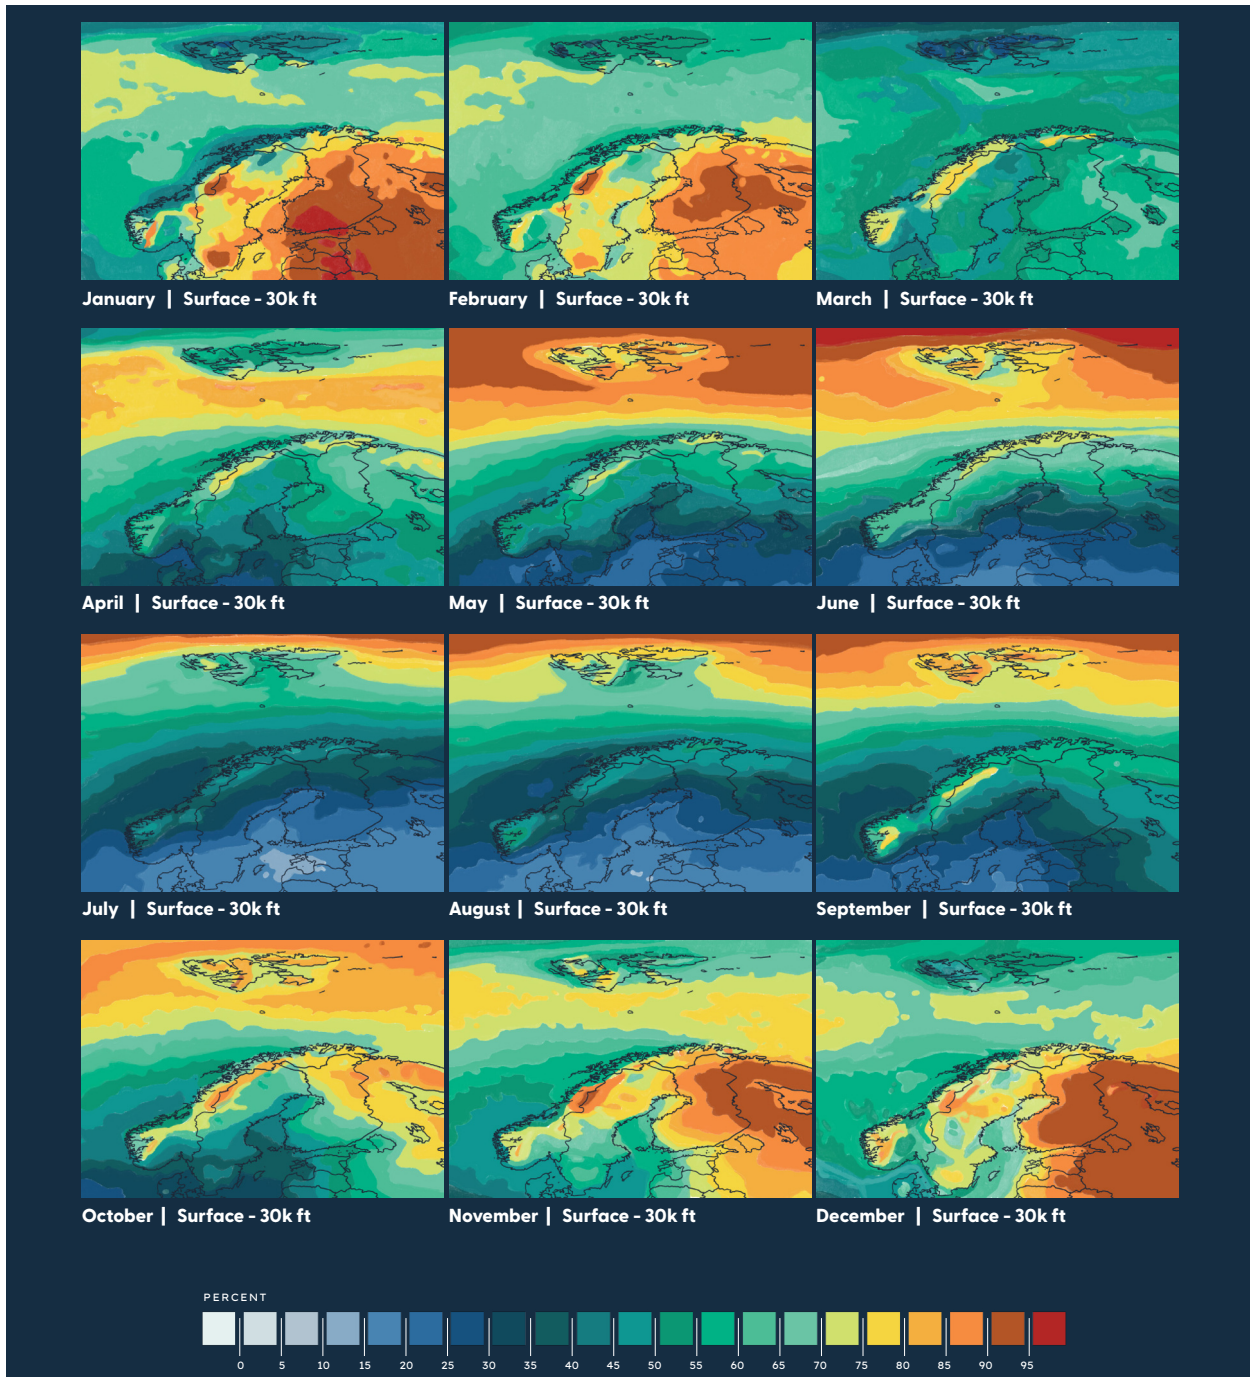 January | Surface - 30k ft
February | Surface - 30k ft
March | Surface - 30k ft
April | Surface - 30k ft
May | Surface - 30k ft
June | Surface - 30k ft
July | Surface - 30k ft
August | Surface - 30k ft
September | Surface - 30k ft
October | Surface - 30k ft
November | Surface - 30k ft
December | Surface - 30k ft
PERCENT
0 5 10 15 20 25 30 35 40 45 50 55 60 65 70 75 80 85 90 95